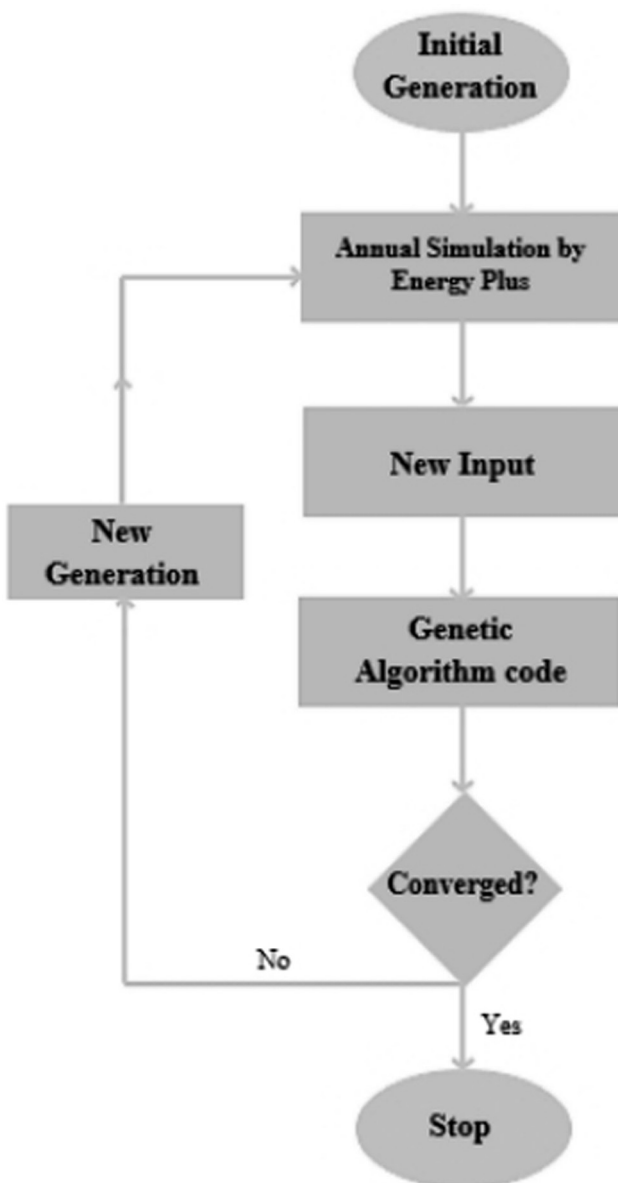 Initial
Generation
Annual Simulation by
Energy Plus
New Input
New
Generation
Genetic
Algorithm code
Converged?
No
Yes
Stop